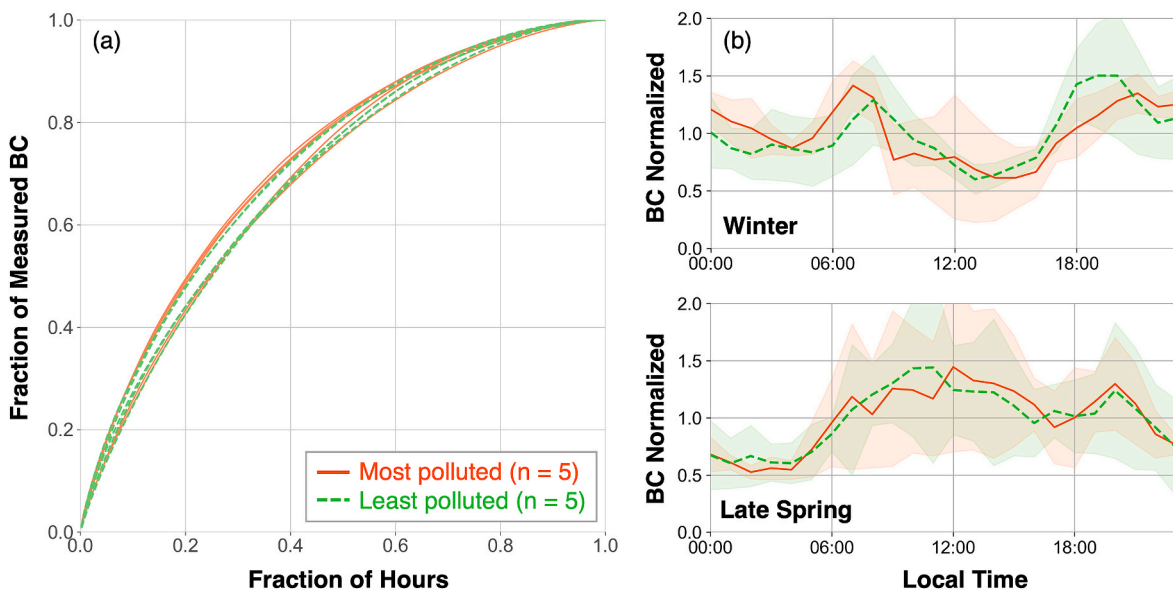 (a)
Fraction of Measured BC
1.0
0.8
0.6
0.4
0.2
0.0
0.0 0.2 0.4 0.6 0.8 1.0
Fraction of Hours
Most polluted (n = 5)
Least polluted (n = 5)
(b)
BC Normalized
2.0
1.5
1.0
0.5
0.0
Winter
00:00 06:00 12:00 18:00
BC Normalized
2.0
1.5
1.0
0.5
0.0
Late Spring
00:00 06:00 12:00 18:00
Local Time